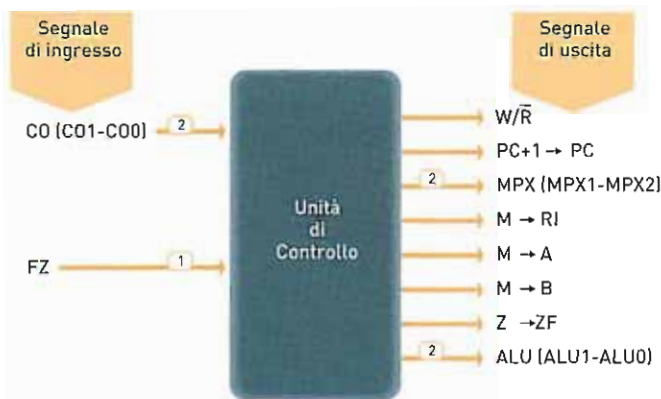 Segnale
di ingresso
Segnale
di uscita
CO (CO1-CO0)
2
FZ
1
Unità
di
Controllo
W/R̅
PC+1 → PC
2
MPX (MPX1-MPX2)
M → RI
M → A
M → B
Z → ZF
2
ALU (ALU1-ALU0)